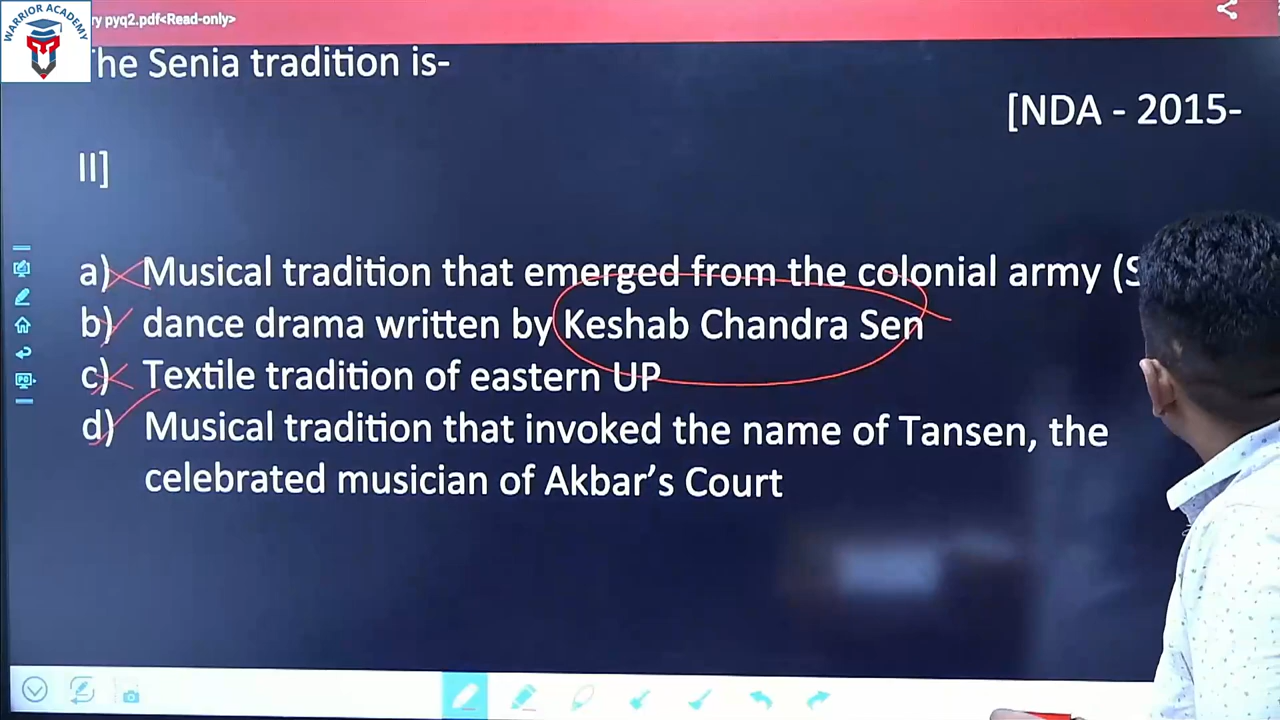 WARRIOR ACADEMY
ry pyq2.pdf<Read-only>
he Senia tradition is-
[NDA - 2015-
II]
a) Musical tradition that emerged from the colonial army (S
b) dance drama written by Keshab Chandra Sen
c) Textile tradition of eastern UP
d) Musical tradition that invoked the name of Tansen, the
celebrated musician of Akbar's Court